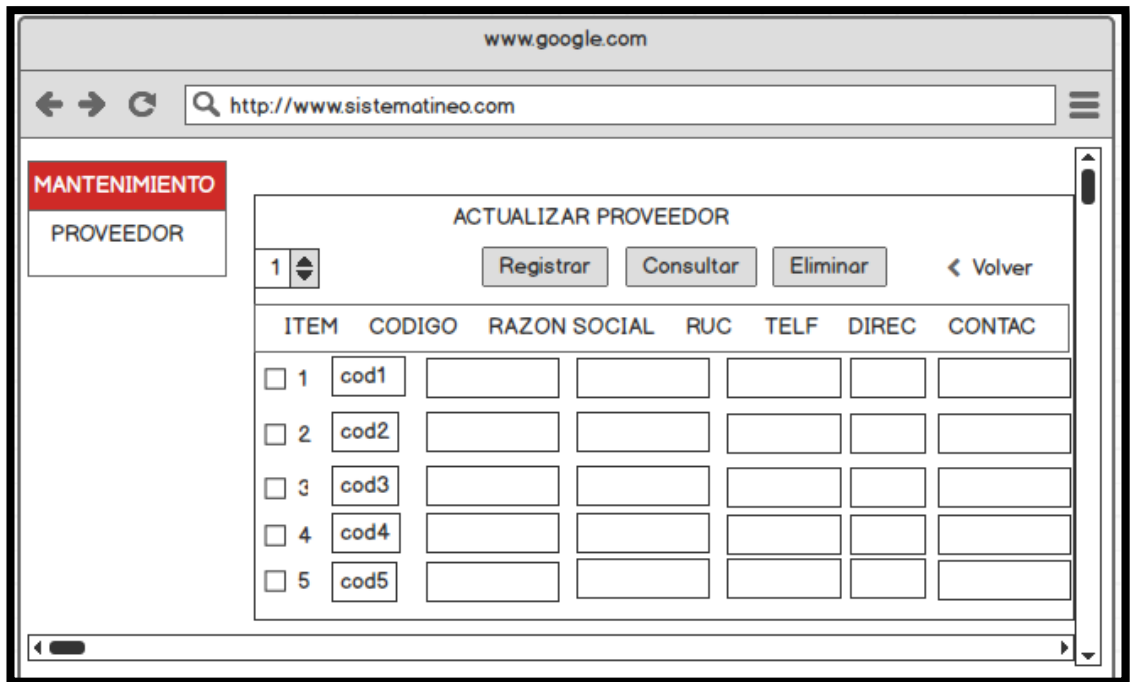 www.google.com
http://www.sistematineo.com
MANTENIMIENTO
PROVEEDOR
ACTUALIZAR PROVEEDOR
1 Registrar Consultar Eliminar Volver
ITEM CODIGO RAZON SOCIAL RUC TELF DIREC CONTAC
1 cod1
2 cod2
3 cod3
4 cod4
5 cod5